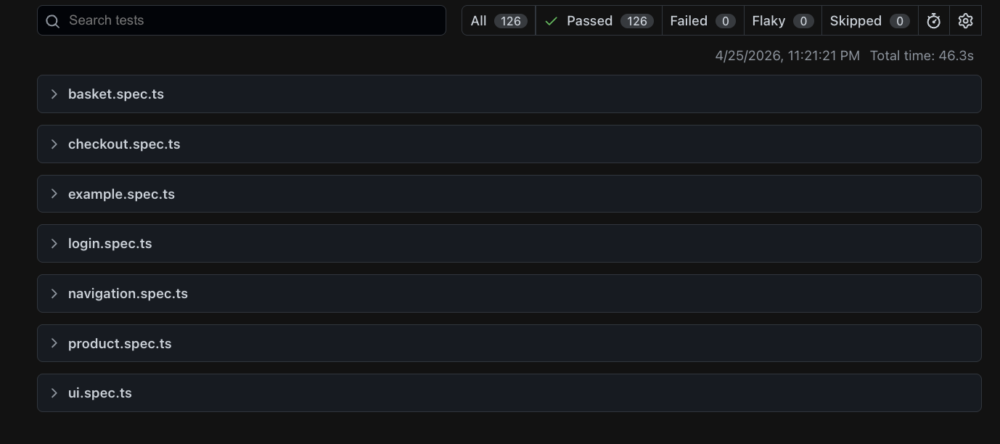 Search tests
All 126 Passed 126 Failed 0 Flaky 0 Skipped 0
4/25/2026, 11:21:21 PM Total time: 46.3s
basket.spec.ts
checkout.spec.ts
example.spec.ts
login.spec.ts
navigation.spec.ts
product.spec.ts
ui.spec.ts